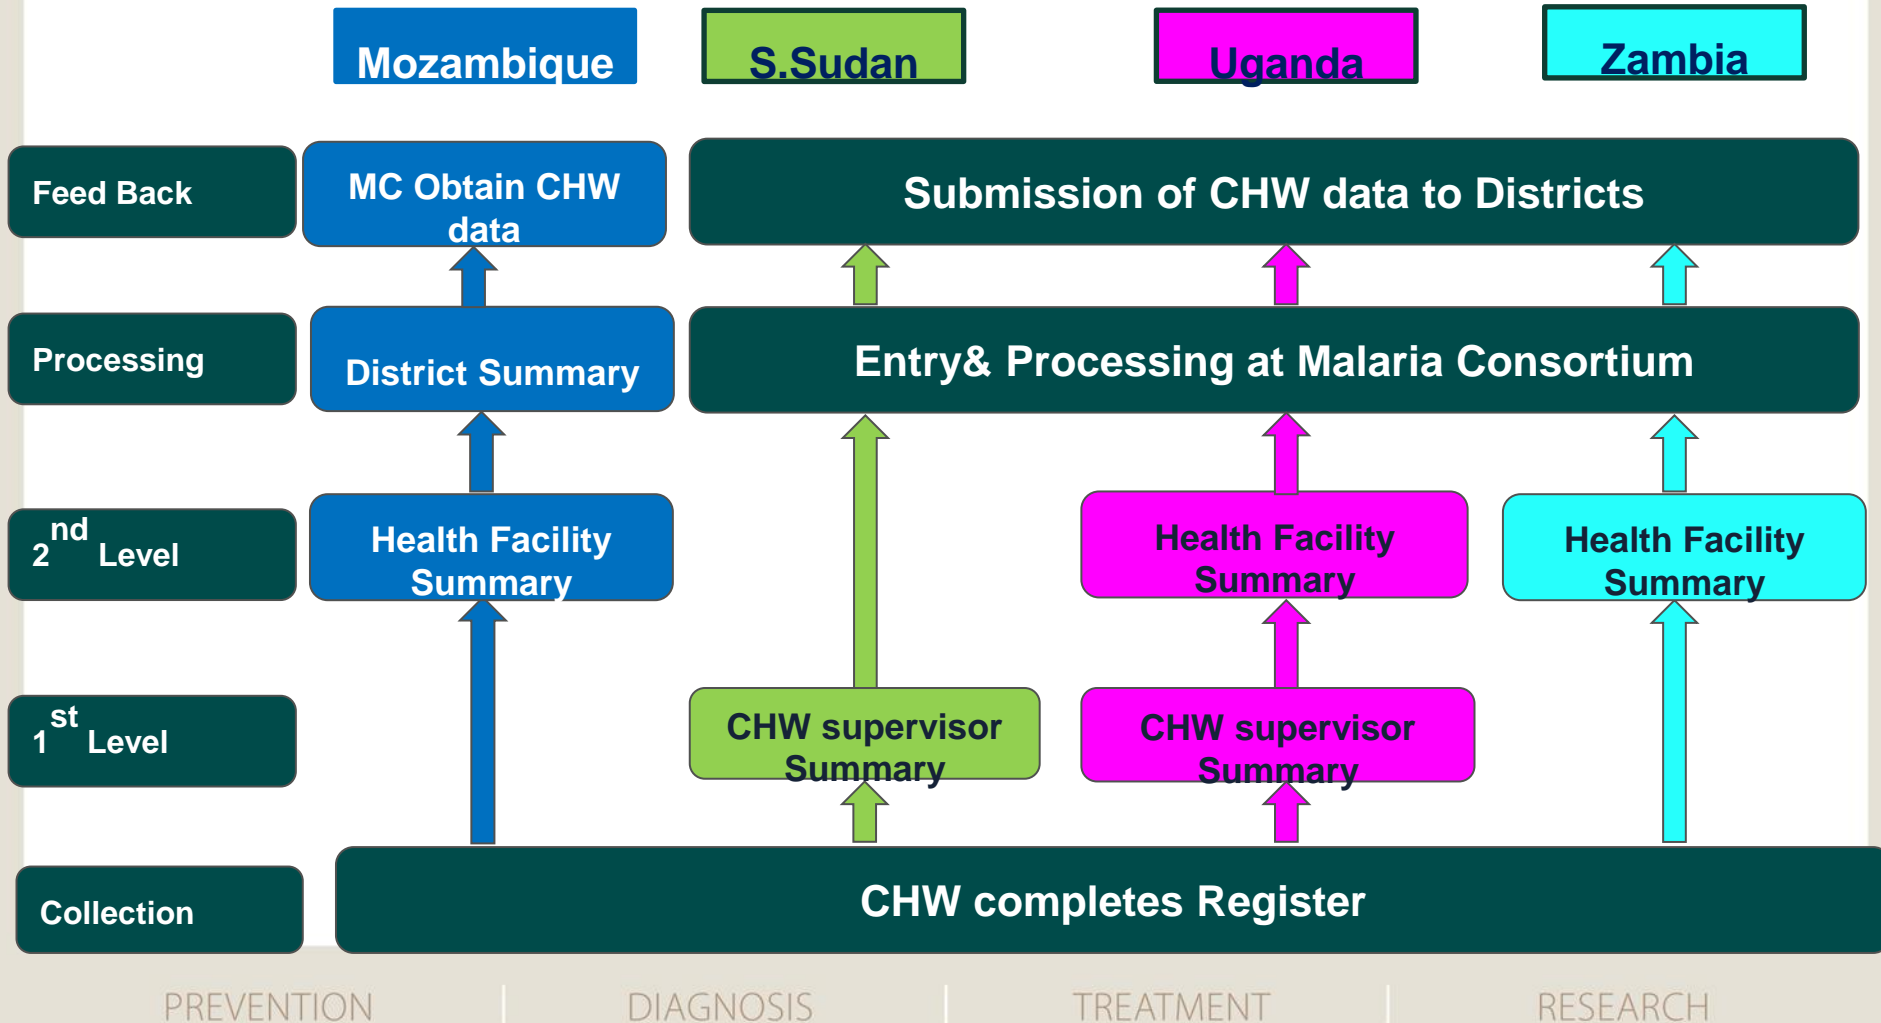 Mozambique
S.Sudan
Uganda
Zambia
Feed Back
MC Obtain CHW
data
Submission of CHW data to Districts
Processing
District Summary
Entry& Processing at Malaria Consortium
2nd Level
Health Facility
Summary
Health Facility
Summary
Health Facility
Summary
1st Level
CHW supervisor
Summary
CHW supervisor
Summary
Collection
CHW completes Register
PREVENTION
DIAGNOSIS
TREATMENT
RESEARCH